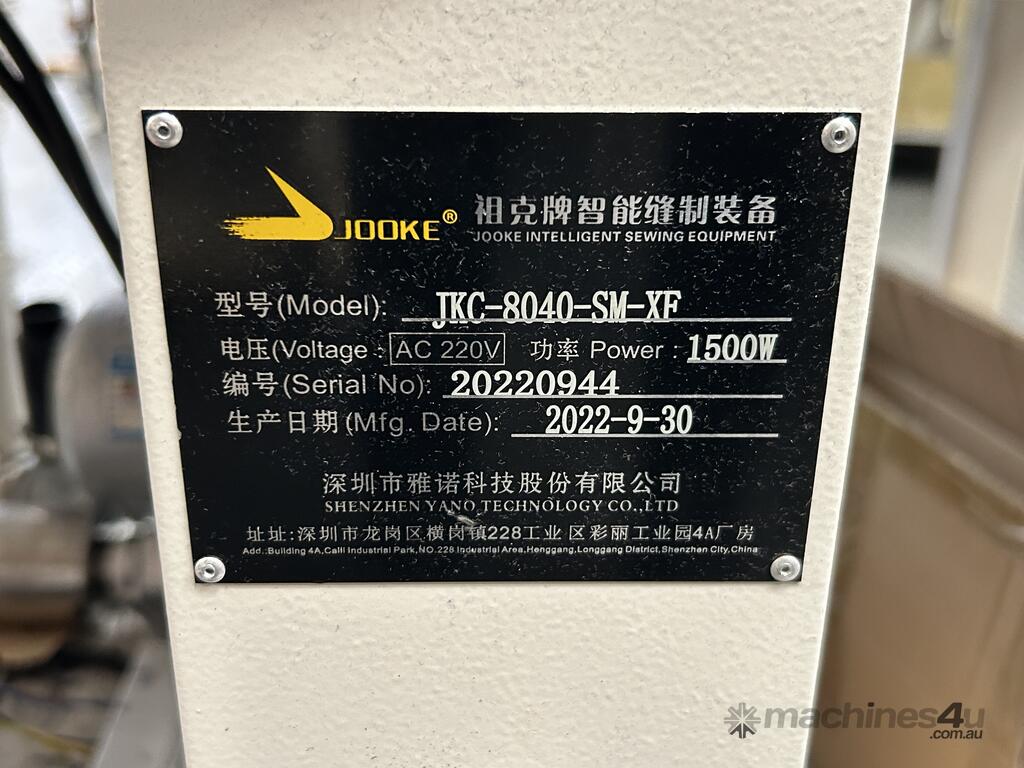 JOOKE® 祖克牌智能缝制装备
JOOKE INTELLIGENT SEWING EQUIPMENT
型号(Model): JKC-8040-SM-XF
电压(Voltage: AC 220V 功率 Power: 1500W
编号(Serial No): 20220944
生产日期(Mfg. Date): 2022-9-30
深圳市雅诺科技股份有限公司
SHENZHEN YANO TECHNOLOGY CO.,LTD
址址:深圳市龙岗区横岗镇228工业区彩丽工业园4A厂房
Add.:Building 4A,Caili Industrial Park,NO.228 Industrial Area,Henggang,Longgang District,Shenzhen City,China
machines4u
.com.au